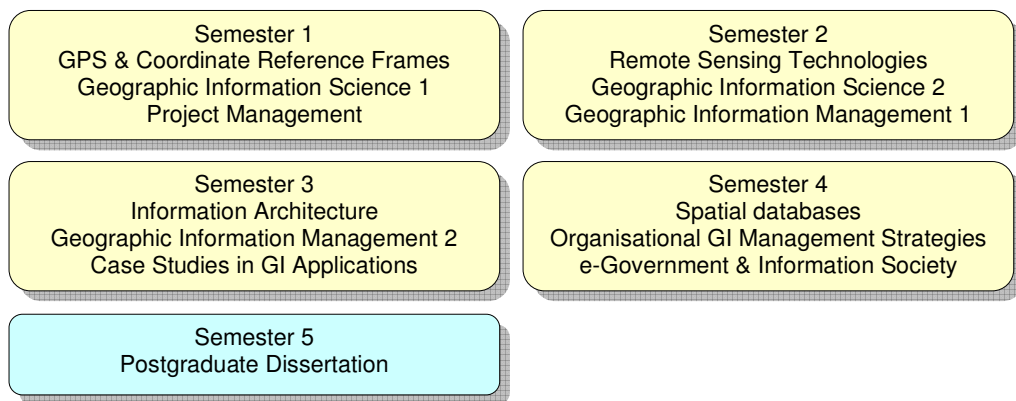 Semester 1
GPS & Coordinate Reference Frames
Geographic Information Science 1
Project Management
Semester 2
Remote Sensing Technologies
Geographic Information Science 2
Geographic Information Management 1
Semester 3
Information Architecture
Geographic Information Management 2
Case Studies in GI Applications
Semester 4
Spatial databases
Organisational GI Management Strategies
e-Government & Information Society
Semester 5
Postgraduate Dissertation